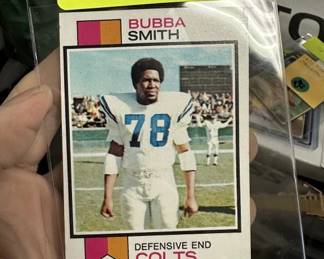 BUBBA
SMITH
78
DEFENSIVE END
COLTS